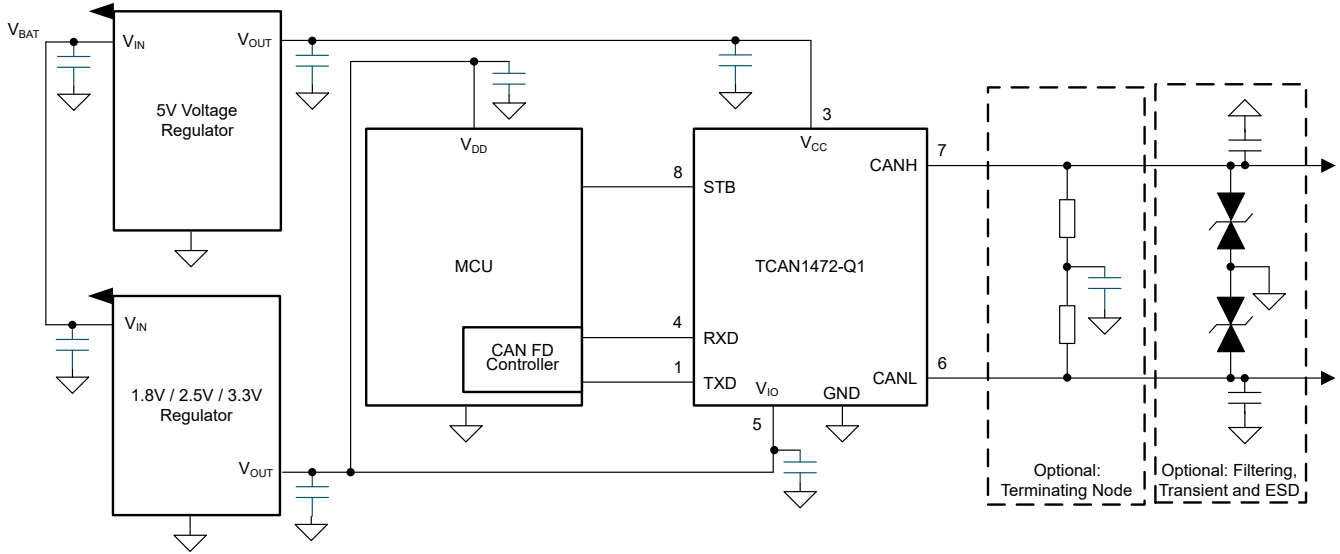 VBAT
VIN
VOUT
5V Voltage
Regulator
VIN
1.8V / 2.5V / 3.3V
Regulator
VOUT
VDD
MCU
CAN FD
Controller
8
4
1
3
VCC
STB
TCAN1472-Q1
RXD
TXD
VIO
5
GND
CANH
7
CANL
6
Optional:
Terminating Node
Optional: Filtering,
Transient and ESD